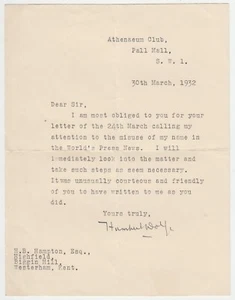 Athenaeum Club,
Pall Mall,
S. W. 1.
30th March, 1932
Dear Sir,
I am most obliged to you for your
letter of the 24th March calling my
attention to the misuse of my name in
the World's Press News. I will
immediately look into the matter and
take such steps as seem necessary.
It was unusually courteous and friendly
of you to have written to me as you
did.
Yours truly,
Humbert Wolfe
S.B. Hampton, Esq.,
Richfield,
Biggin Hill,
Westerham, Kent.